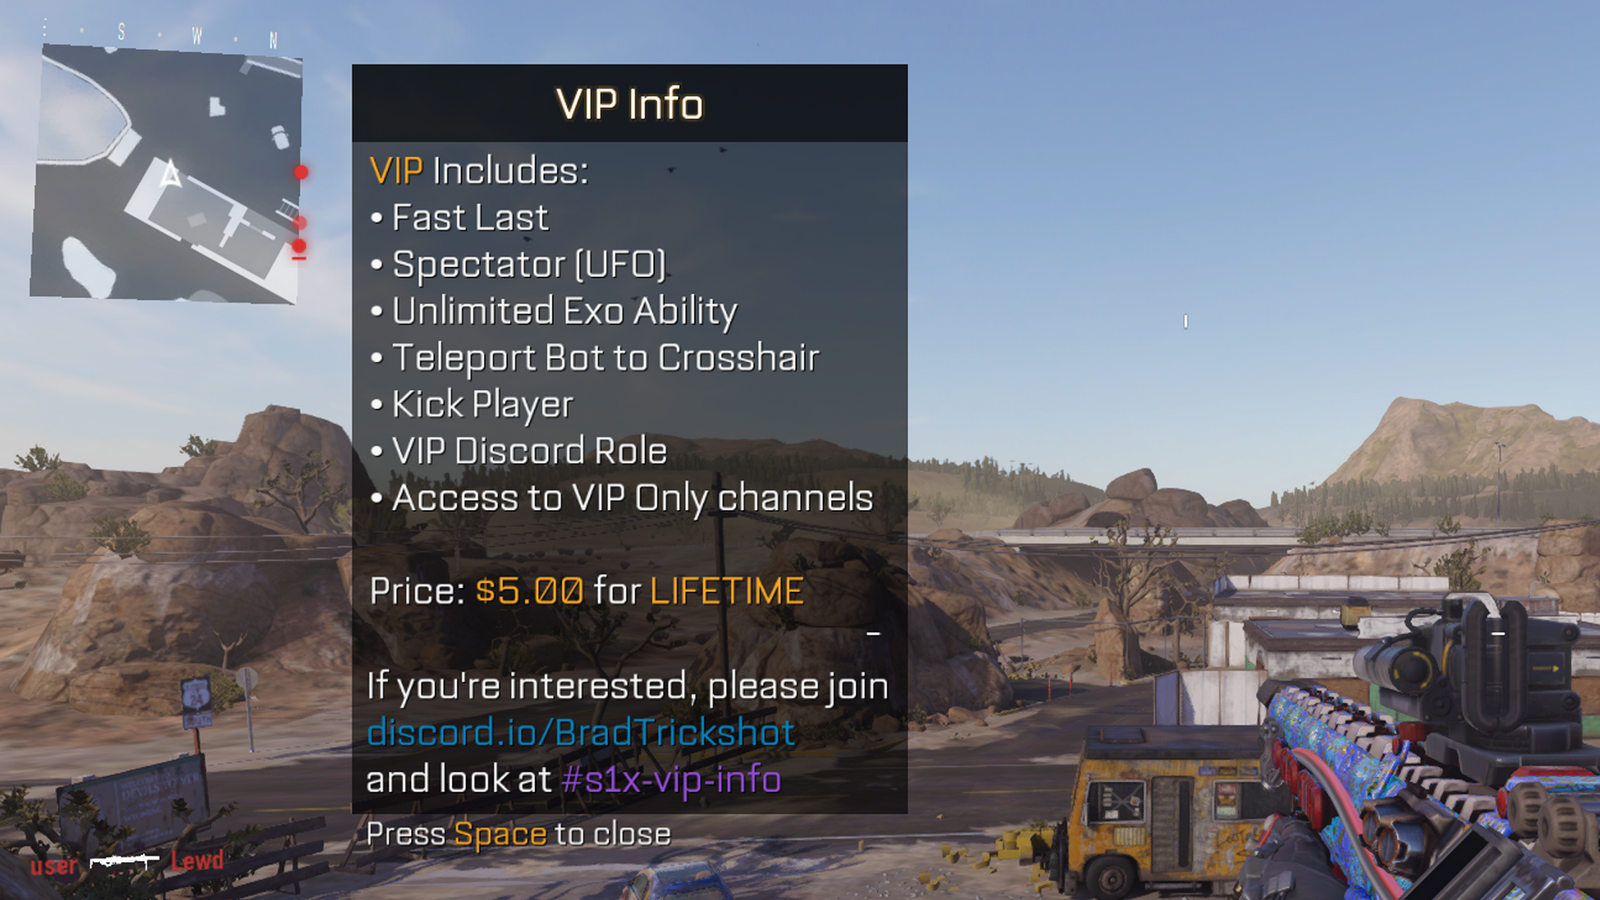 S W N
VIP Info
VIP Includes:
• Fast Last
• Spectator (UFO)
• Unlimited Exo Ability
• Teleport Bot to Crosshair
• Kick Player
• VIP Discord Role
• Access to VIP Only channels
Price: $5.00 for LIFETIME
If you're interested, please join
discord.io/BradTrickshot
and look at #s1x-vip-info
Press Space to close
user Lewd